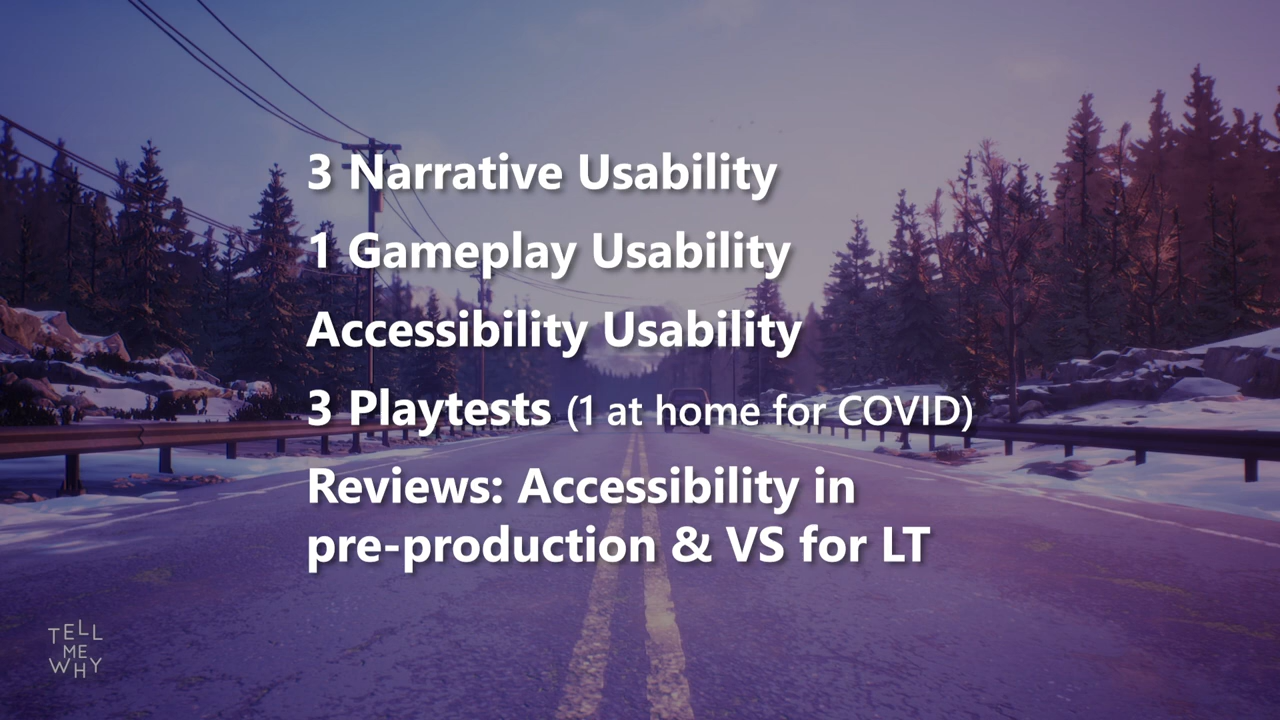 3 Narrative Usability
1 Gameplay Usability
Accessibility Usability
3 Playtests (1 at home for COVID)
Reviews: Accessibility in
pre-production & VS for LT
TELL
ME
WHY